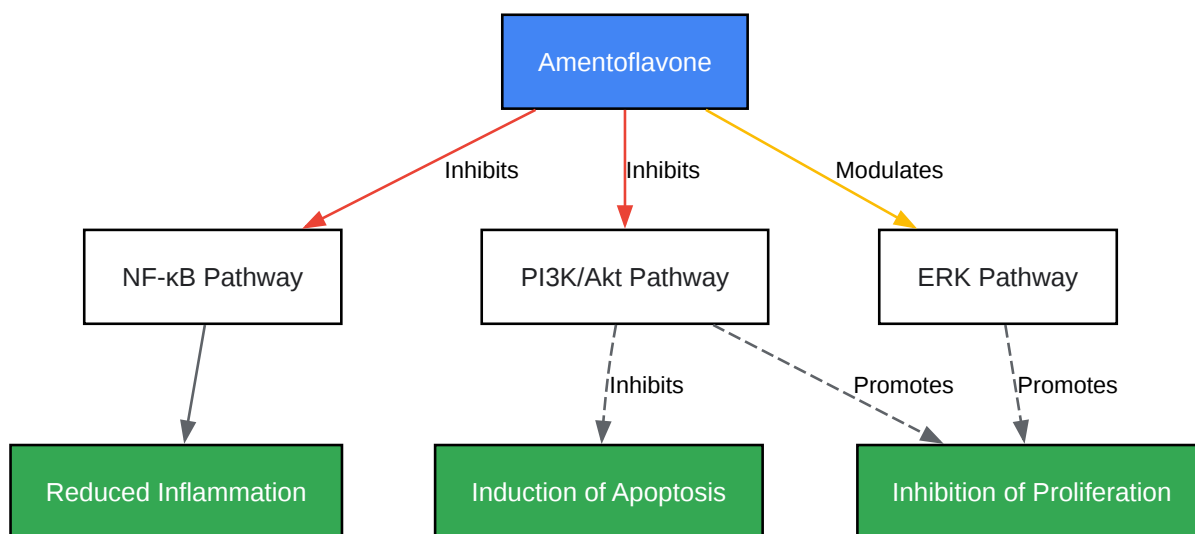 Amentoflavone
Inhibits
Inhibits
Modulates
NF-κB Pathway
PI3K/Akt Pathway
ERK Pathway
Inhibits
Promotes
Promotes
Reduced Inflammation
Induction of Apoptosis
Inhibition of Proliferation